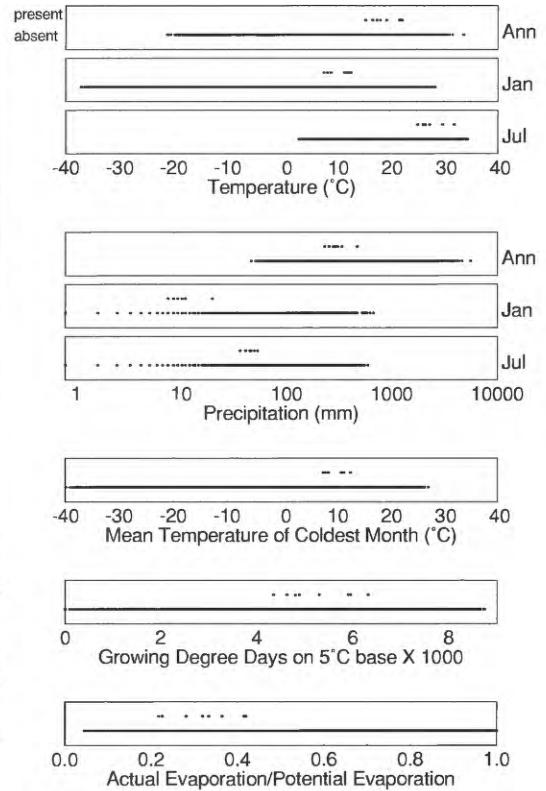 present
absent
Ann
Jan
Jul
-40 -30 -20 -10 0 10 20 30 40
Temperature (˚C)
Ann
Jan
Jul
1 10 100 1000 10000
Precipitation (mm)
-40 -30 -20 -10 0 10 20 30 40
Mean Temperature of Coldest Month (˚C)
0 2 4 6 8
Growing Degree Days on 5˚C base X 1000
0.0 0.2 0.4 0.6 0.8 1.0
Actual Evaporation/Potential Evaporation